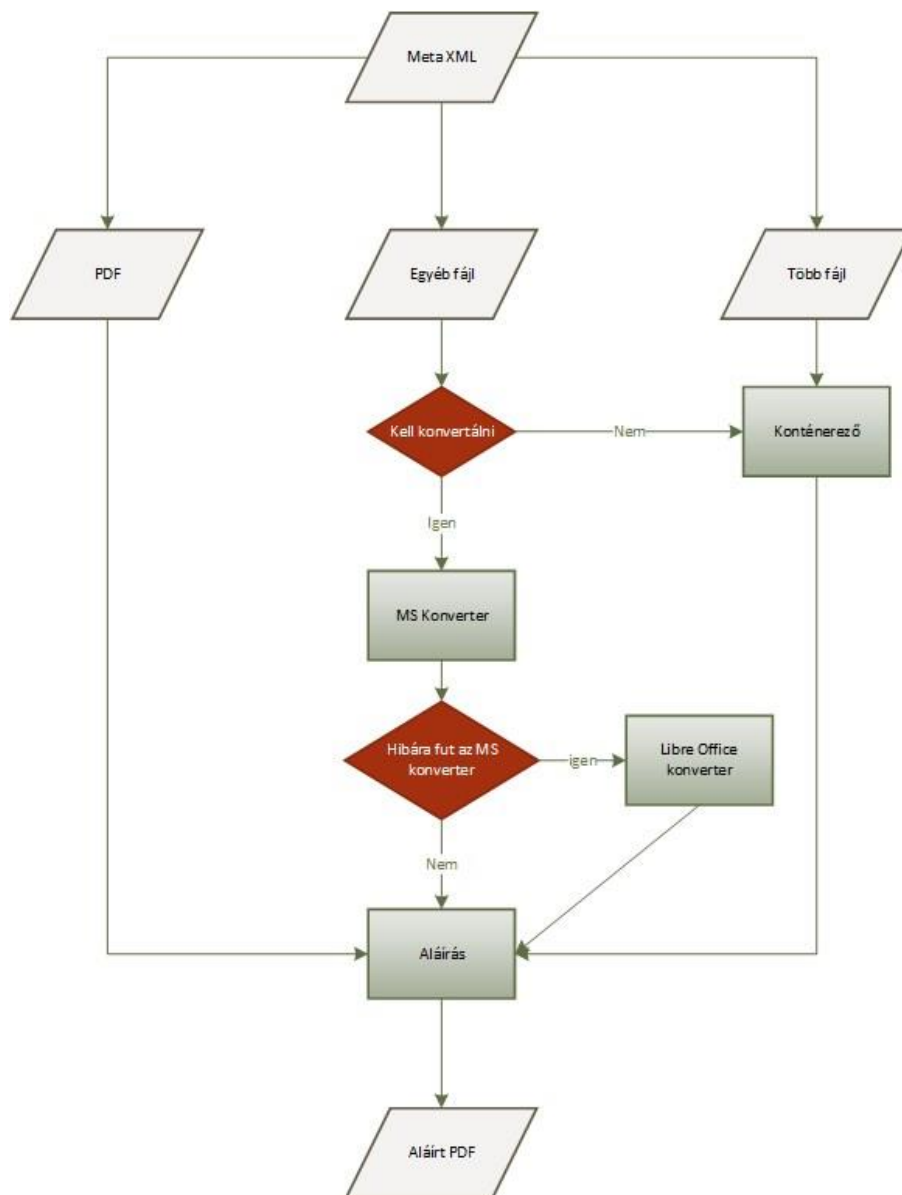 Meta XML
PDF
Egyéb fájl
Több fájl
Kell konvertálni
Nem
Konténerező
Igen
MS Konverter
Hibára fut az MS
konverter
igen
Libre Office
konverter
Nem
Aláírás
Aláírt PDF